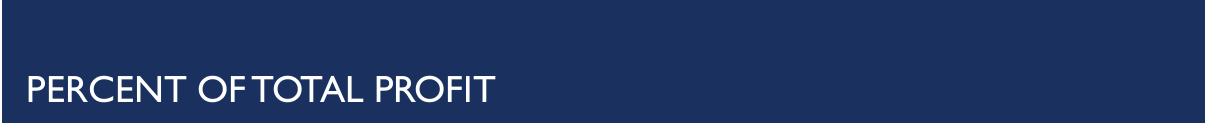 PERCENT OF TOTAL PROFIT